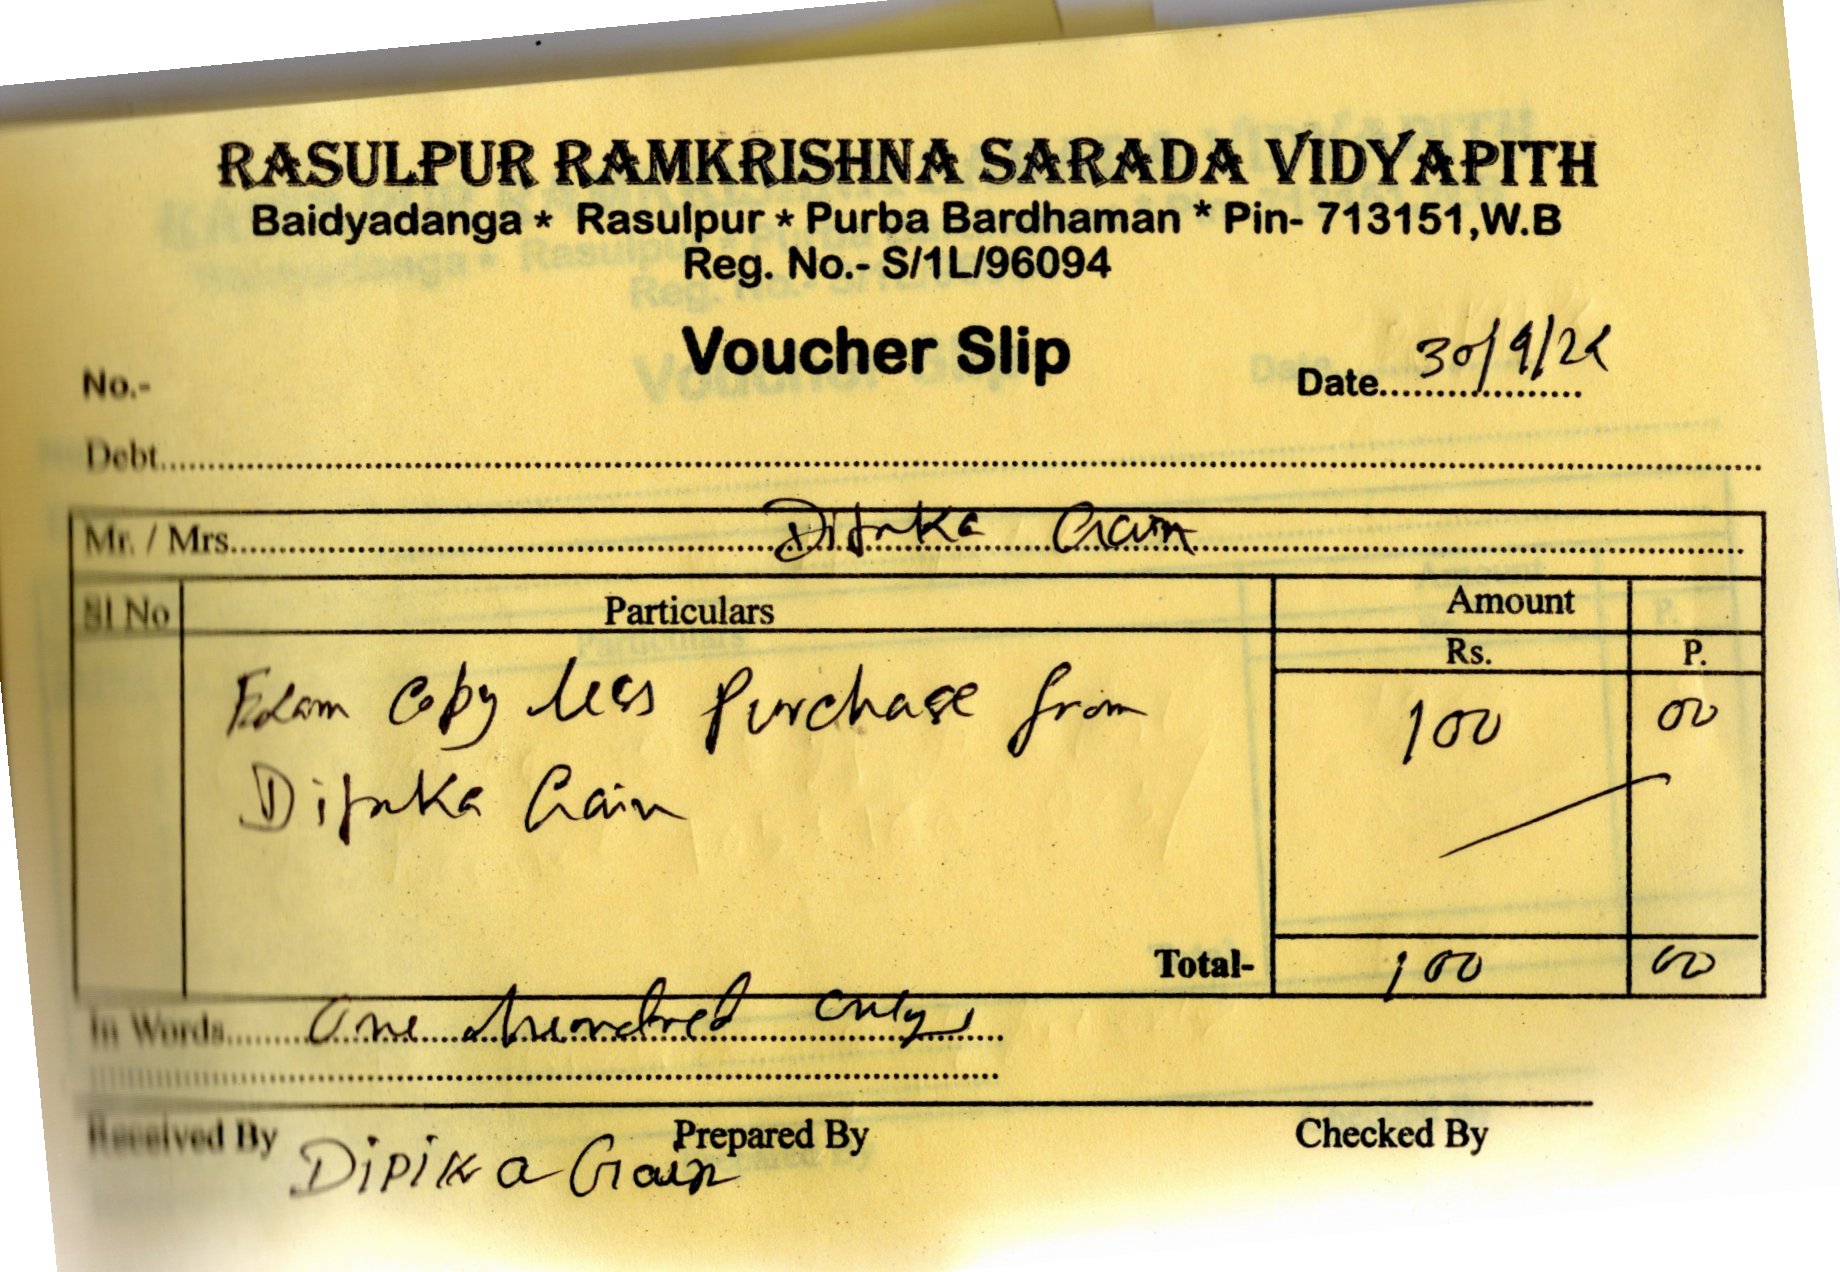 RASULPUR RAMKRISHNA SARADA VIDYAPITH
Baidyadanga * Rasulpur * Purba Bardhaman * Pin- 713151,W.B
Reg. No.- S/1L/96094
Voucher Slip
No.-
Date 30/9/24
Debt
Mr. / Mrs. Dipika Gain
Sl No Particulars Amount
Rs. P.
Exam copy less purchase from 100 00
Dipika Gain
Total- 100 00
In Words One hundred only
Received By Prepared By Checked By
Dipika Gain